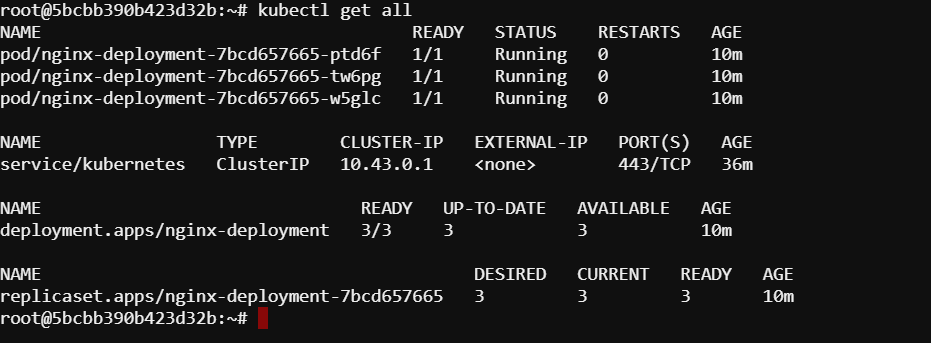 root@5bcbb390b423d32b:~# kubectl get all
NAME                                    READY   STATUS    RESTARTS   AGE
pod/nginx-deployment-7bcd657665-ptd6f   1/1     Running   0          10m
pod/nginx-deployment-7bcd657665-tw6pg   1/1     Running   0          10m
pod/nginx-deployment-7bcd657665-w5glc   1/1     Running   0          10m

NAME                 TYPE        CLUSTER-IP   EXTERNAL-IP   PORT(S)   AGE
service/kubernetes   ClusterIP   10.43.0.1    <none>        443/TCP   36m

NAME                               READY   UP-TO-DATE   AVAILABLE   AGE
deployment.apps/nginx-deployment   3/3     3            3           10m

NAME                                          DESIRED   CURRENT   READY   AGE
replicaset.apps/nginx-deployment-7bcd657665   3         3         3       10m
root@5bcbb390b423d32b:~#